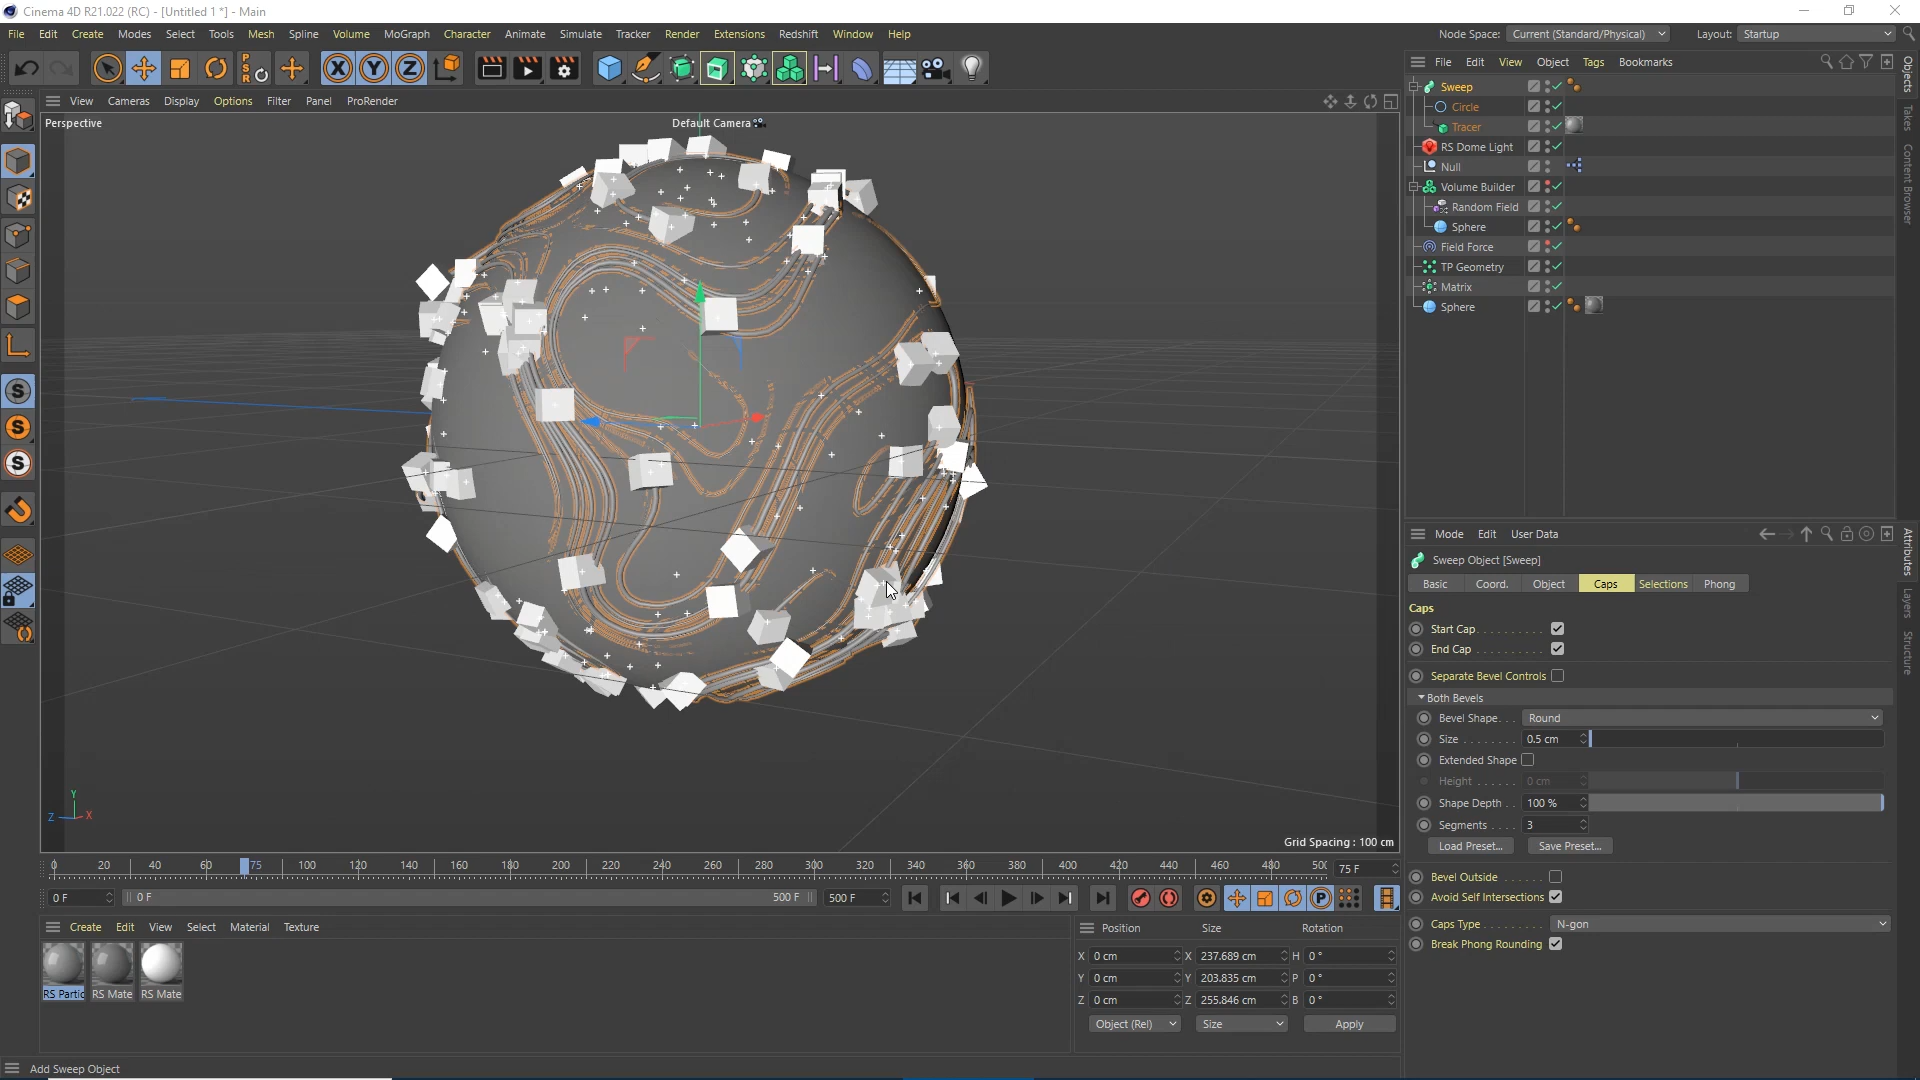 Cinema 4D R21.022 (RC) - [Untitled 1 *] - Main
File Edit Create Modes Select Tools Mesh Spline Volume MoGraph Character Animate Simulate Tracker Render Extensions Redshift Window Help
Node Space: Current (Standard/Physical) Layout: Startup
View Cameras Display Options Filter Panel ProRender
Perspective
Default Camera
Grid Spacing : 100 cm
Y
Z X
File Edit View Object Tags Bookmarks
Sweep
Circle
Tracer
RS Dome Light
Null
Volume Builder
Random Field
Sphere
Field Force
TP Geometry
Matrix
Sphere
Objects
Takes
Content Browser
Mode Edit User Data
Sweep Object [Sweep]
Basic Coord. Object Caps Selections Phong
Caps
Start Cap
End Cap
Separate Bevel Controls
Both Bevels
Bevel Shape Round
Size 0.5 cm
Extended Shape
Height 0 cm
Shape Depth 100 %
Segments 3
Load Preset... Save Preset...
Bevel Outside
Avoid Self Intersections
Caps Type N-gon
Break Phong Rounding
Attributes
Layers
Structure
0 20 40 60 75 100 120 140 160 180 200 220 240 260 280 300 320 340 360 380 400 420 440 460 480 50 75 F
0 F 0 F 500 F 500 F
Create Edit View Select Material Texture
RS Partic RS Mate RS Mate
Position Size Rotation
X 0 cm X 237.689 cm H 0 °
Y 0 cm Y 203.835 cm P 0 °
Z 0 cm Z 255.846 cm B 0 °
Object (Rel) Size Apply
Add Sweep Object